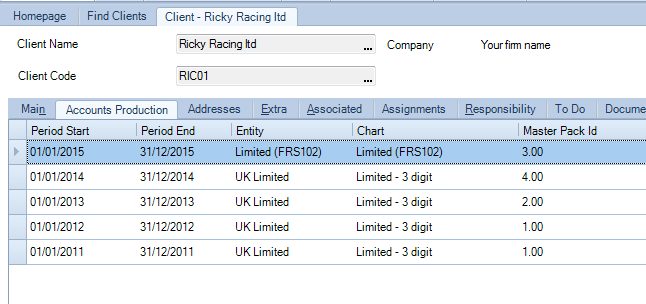 Homepage Find Clients Client - Ricky Racing ltd
Client Name Ricky Racing ltd ... Company Your firm name
Client Code RIC01 ...
Main Accounts Production Addresses Extra Associated Assignments Responsibility To Do Docume
Period Start Period End Entity Chart Master Pack Id
01/01/2015 31/12/2015 Limited (FRS102) Limited (FRS102) 3.00
01/01/2014 31/12/2014 UK Limited Limited - 3 digit 4.00
01/01/2013 31/12/2013 UK Limited Limited - 3 digit 2.00
01/01/2012 31/12/2012 UK Limited Limited - 3 digit 1.00
01/01/2011 31/12/2011 UK Limited Limited - 3 digit 1.00